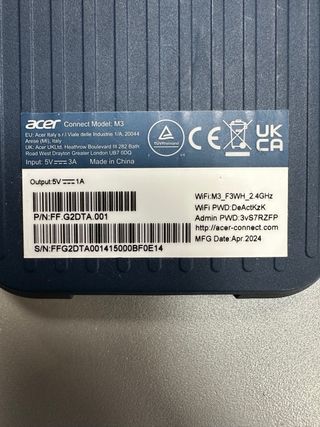 acer Connect Model: M3
EU: Acer Italy s.r.l Viale delle Industrie 1/A, 20044
Arese (MI), Italy
UK: Acer UKLtd. Heathrow Boulevard III 282 Bath
Road West Drayton Greater London UB7 0DQ
Input: 5V⎓3A Made in China
TÜVRheinland
CE
UK
CA
Output:5V⎓1A
P/N:FF.G2DTA.001
S/N:FFG2DTA001415000BF0E14
WiFi:M3_F3WH_2.4GHz
WiFi PWD:DeActKzK
Admin PWD:3vS7RZFP
http://acer-connect.com
MFG Date:Apr.2024